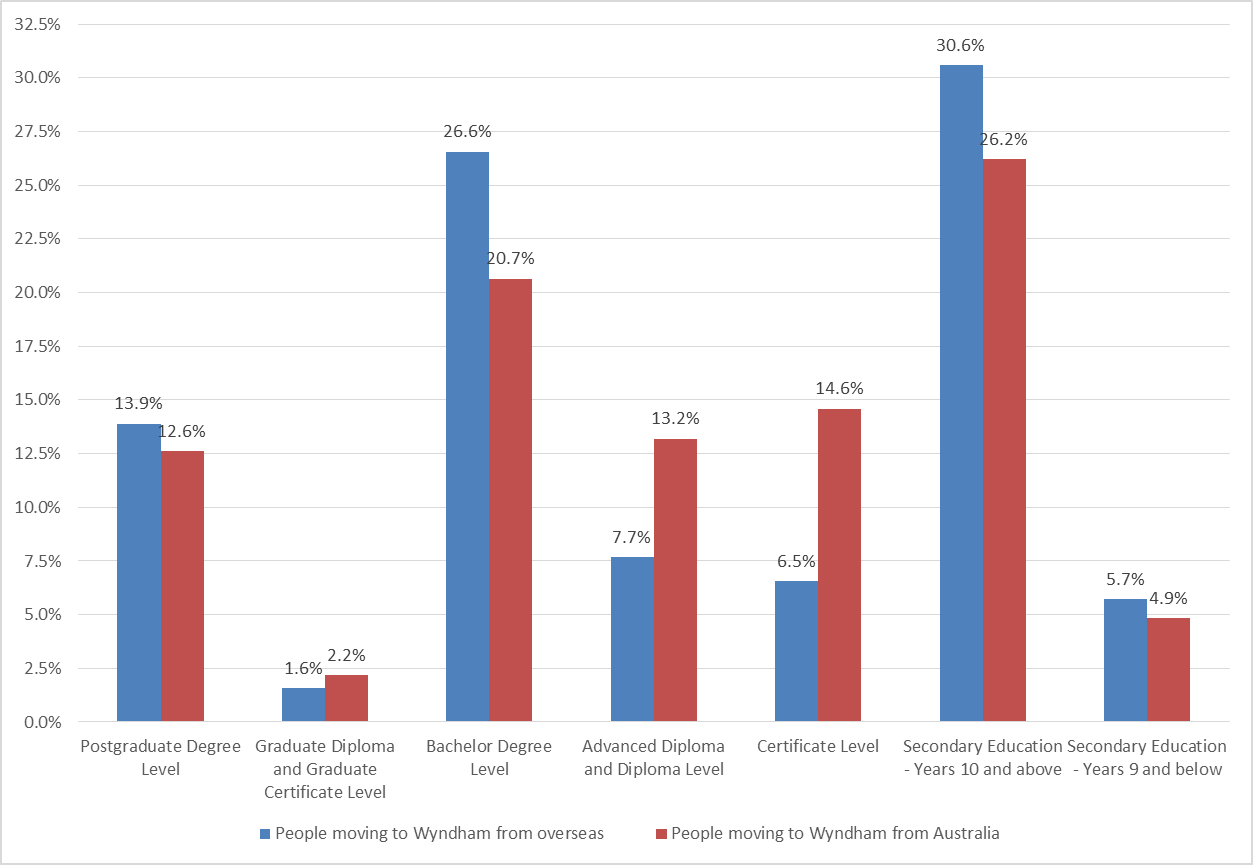 32.5%
30.0%
27.5%
25.0%
22.5%
20.0%
17.5%
15.0%
12.5%
10.0%
7.5%
5.0%
2.5%
0.0%
13.9%
12.6%
1.6%
2.2%
26.6%
20.7%
7.7%
13.2%
6.5%
14.6%
30.6%
26.2%
5.7%
4.9%
Postgraduate Degree
Level
Graduate Diploma
and Graduate
Certificate Level
Bachelor Degree
Level
Advanced Diploma
and Diploma Level
Certificate Level
Secondary Education
- Years 10 and above
Secondary Education
- Years 9 and below
People moving to Wyndham from overseas
People moving to Wyndham from Australia